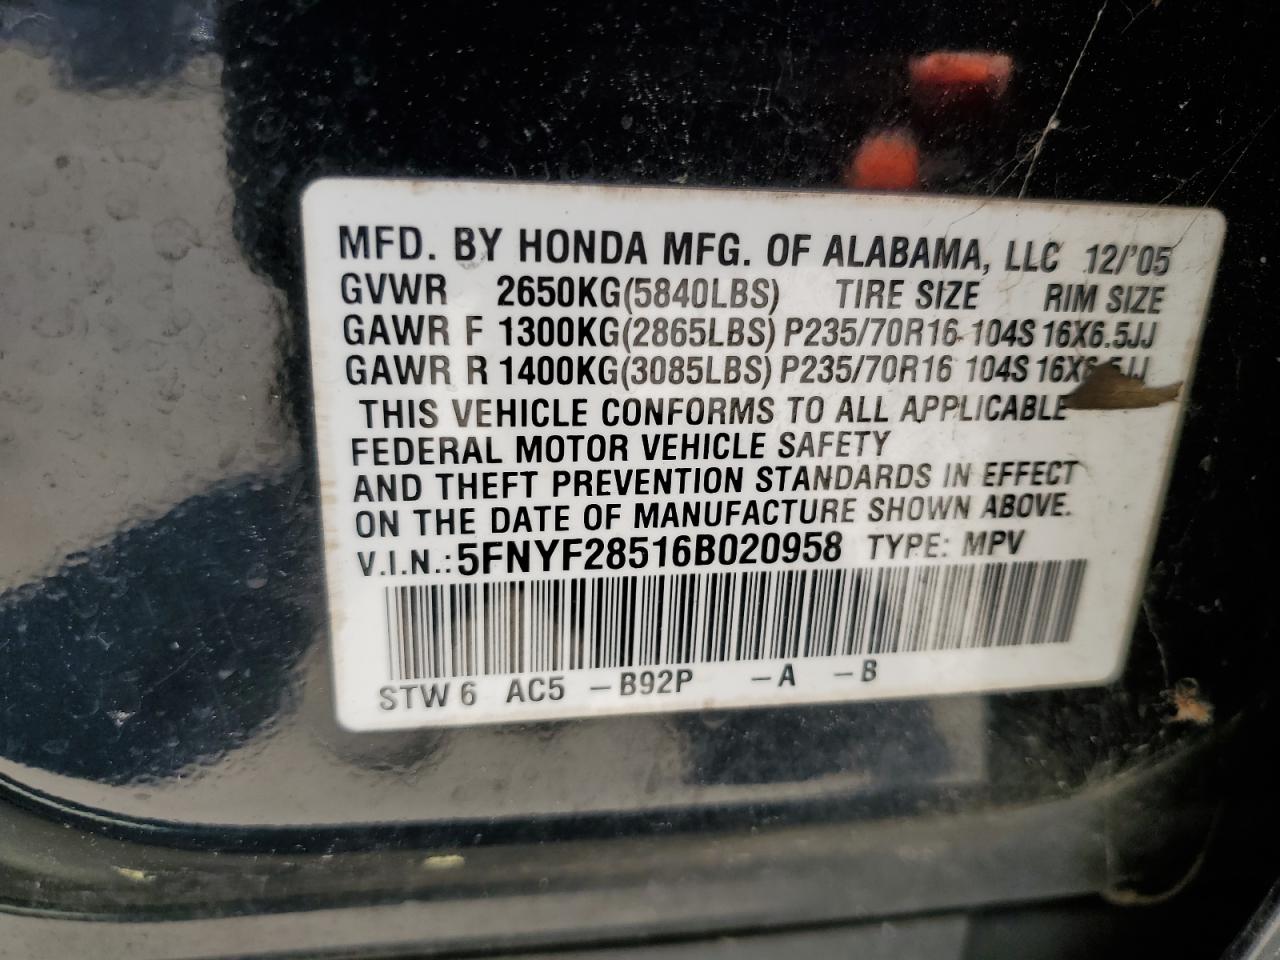 MFD. BY HONDA MFG. OF ALABAMA, LLC 12/'05
GVWR 2650KG(5840LBS) TIRE SIZE RIM SIZE
GAWR F 1300KG(2865LBS) P235/70R16 104S 16X6.5JJ
GAWR R 1400KG(3085LBS) P235/70R16 104S 16X6.5JJ
THIS VEHICLE CONFORMS TO ALL APPLICABLE
FEDERAL MOTOR VEHICLE SAFETY
AND THEFT PREVENTION STANDARDS IN EFFECT
ON THE DATE OF MANUFACTURE SHOWN ABOVE.
V.I.N.: 5FNYF28516B020958 TYPE: MPV
STW 6 AC5 -B92P -A -B